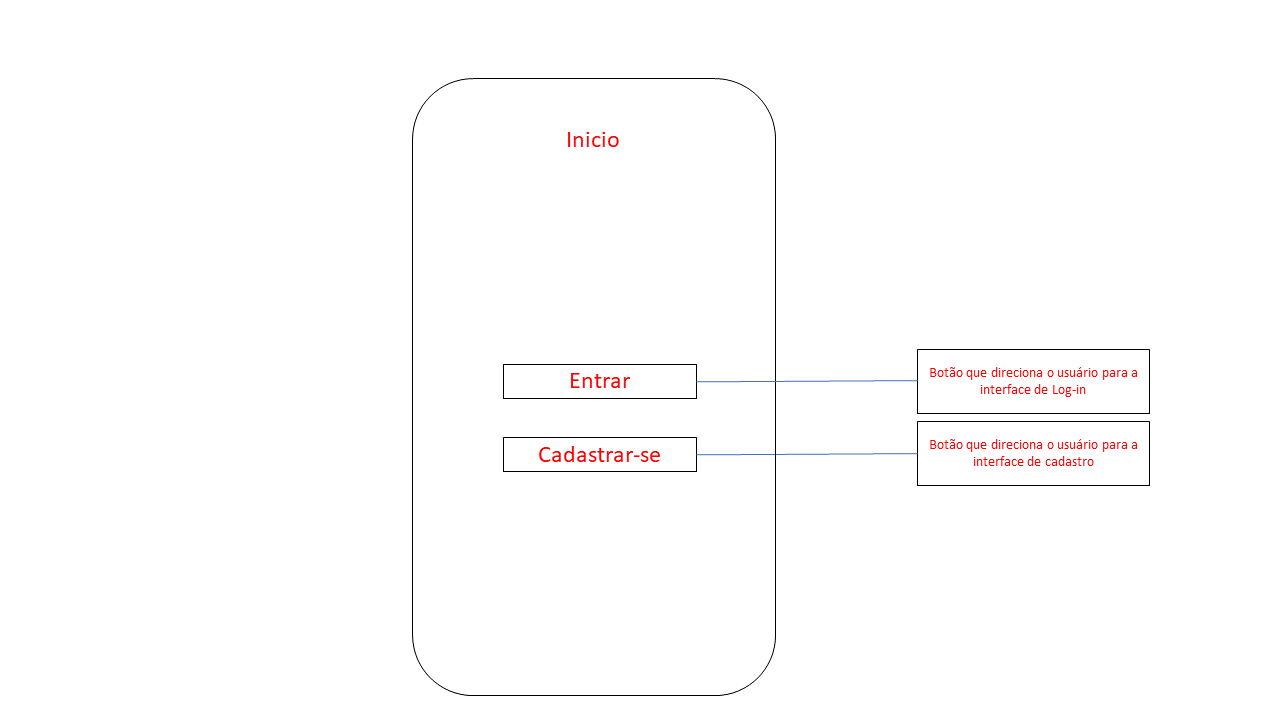 Inicio
Entrar
Botão que direciona o usuário para a
interface de Log-in
Cadastrar-se
Botão que direciona o usuário para a
interface de cadastro